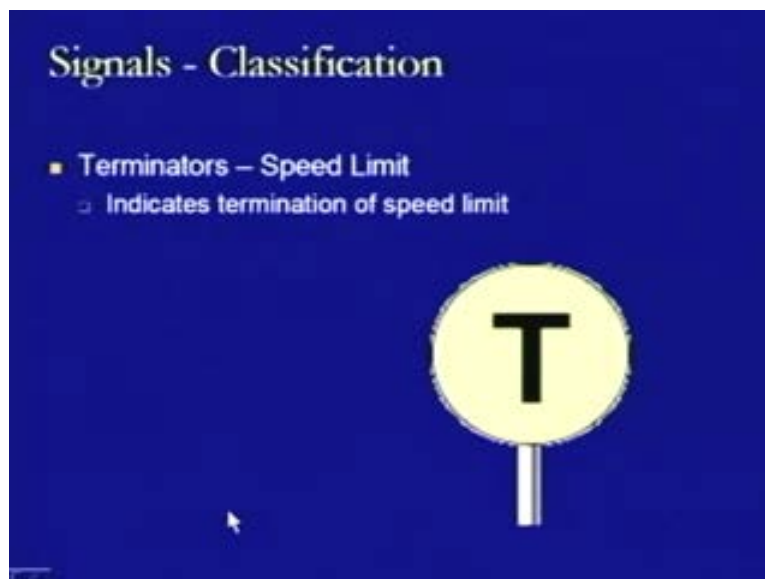 Signals - Classification
Terminators – Speed Limit
Indicates termination of speed limit
T